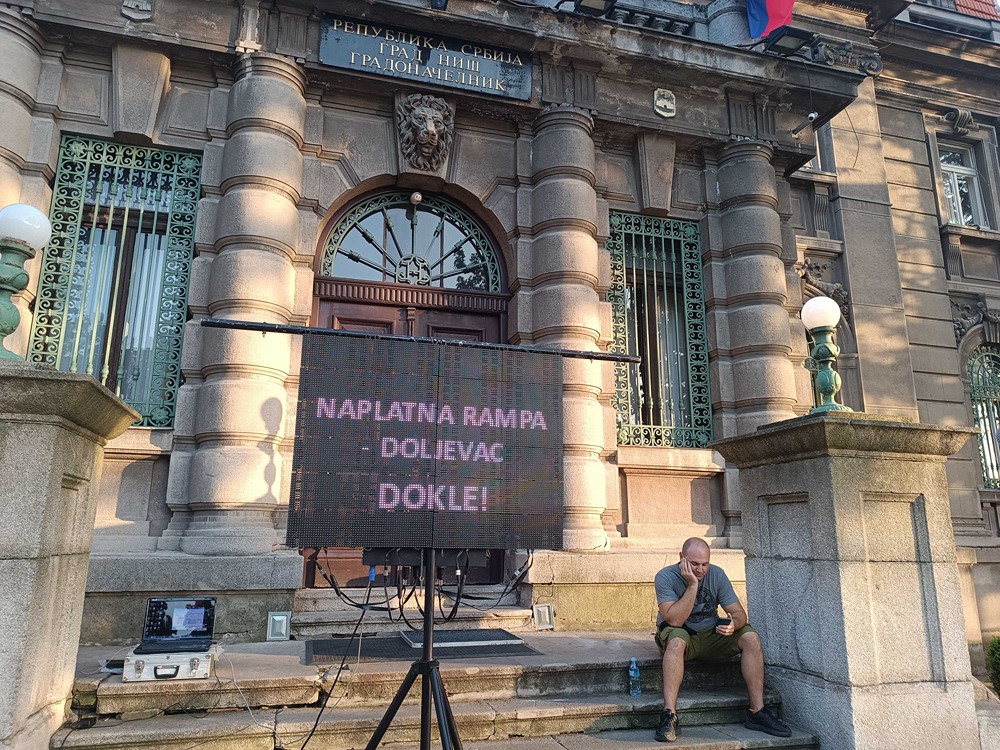 РЕПУБЛИКА СРБИЈА
ГРАД НИШ
ГРАДОНАЧЕЛНИК
NAPLATNA RAMPA
- DOLJEVAC
DOKLE!